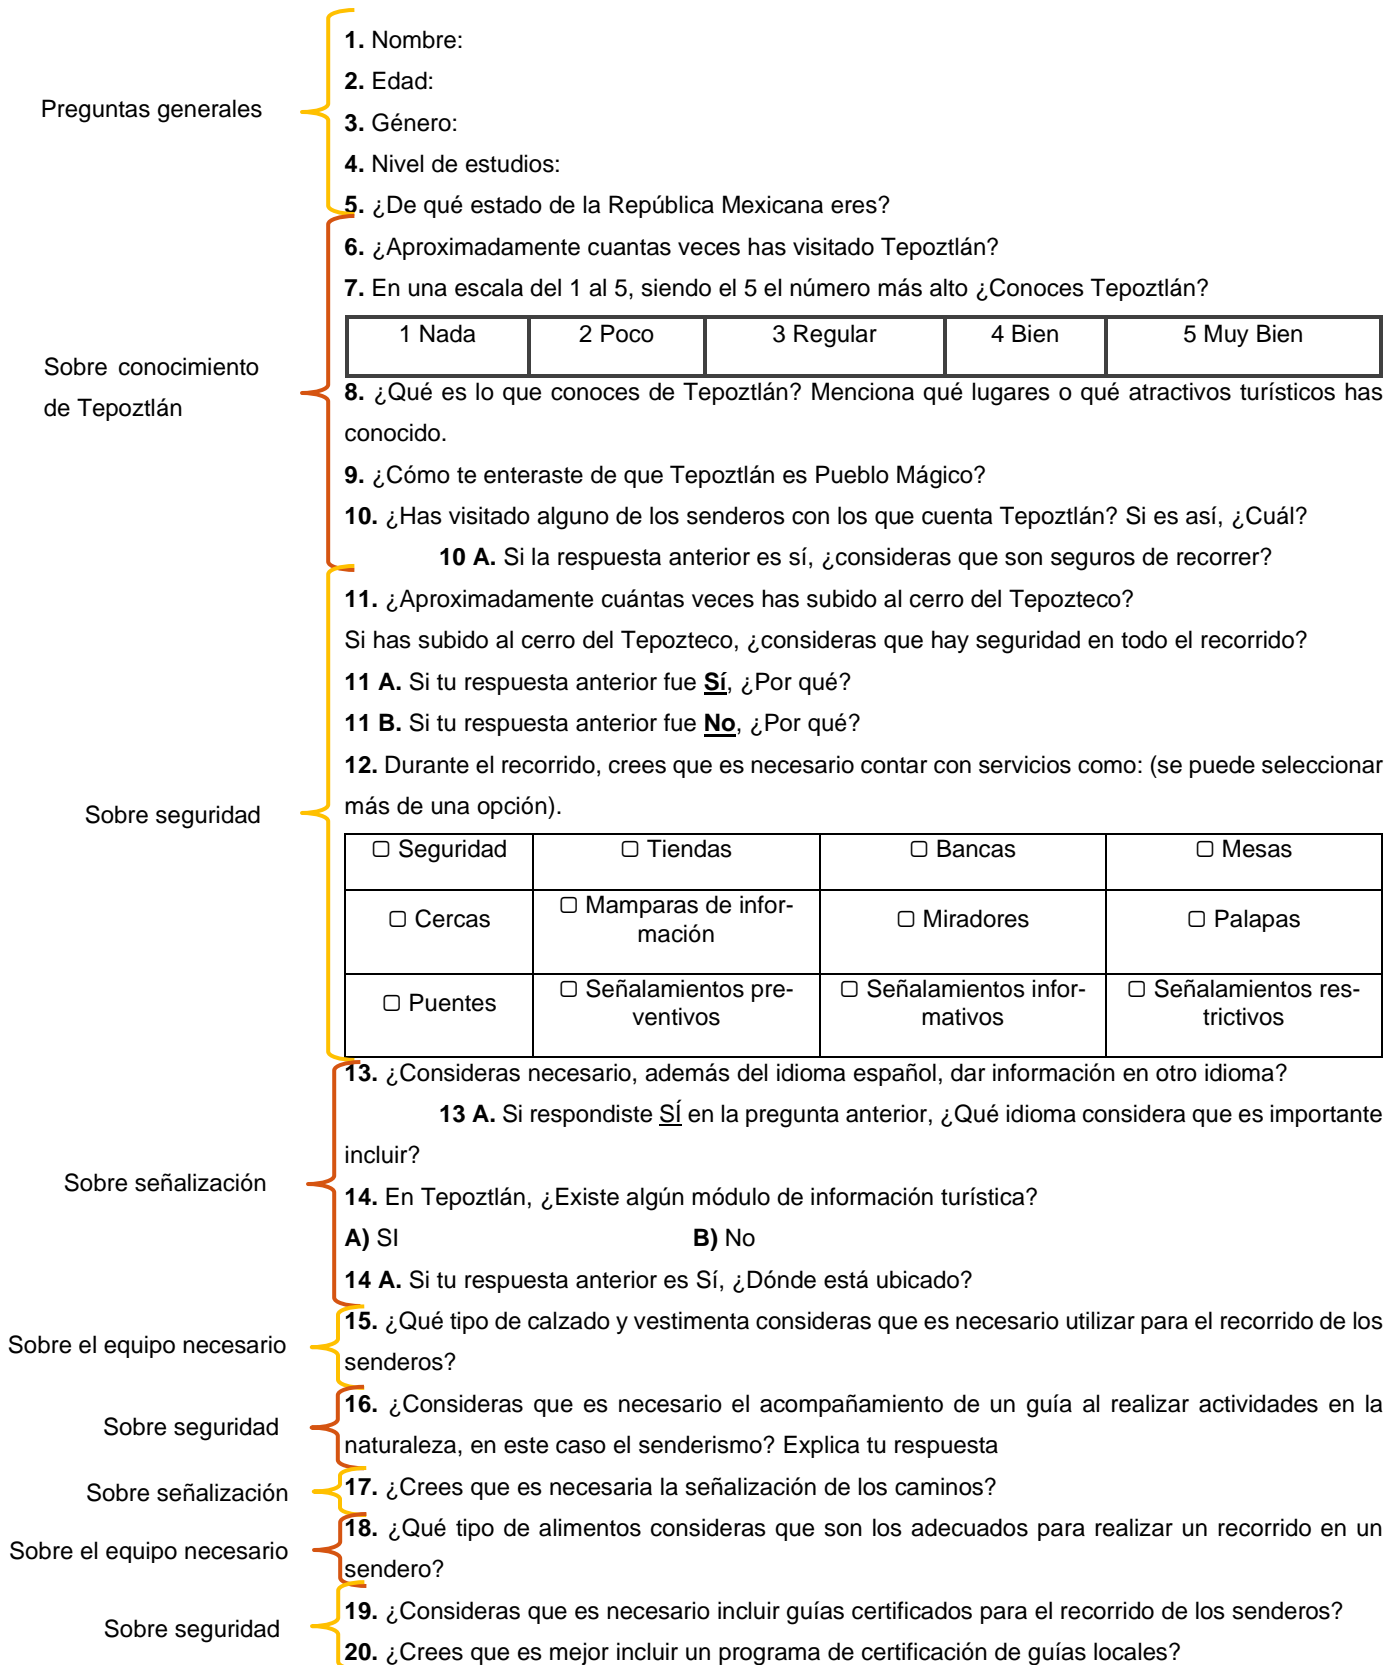 Preguntas generales
1. Nombre:
2. Edad:
3. Género:
4. Nivel de estudios:
5. ¿De qué estado de la República Mexicana eres?
Sobre conocimiento
de Tepoztlán
6. ¿Aproximadamente cuantas veces has visitado Tepoztlán?
7. En una escala del 1 al 5, siendo el 5 el número más alto ¿Conoces Tepoztlán?
1 Nada 2 Poco 3 Regular 4 Bien 5 Muy Bien
8. ¿Qué es lo que conoces de Tepoztlán? Menciona qué lugares o qué atractivos turísticos has
conocido.
9. ¿Cómo te enteraste de que Tepoztlán es Pueblo Mágico?
10. ¿Has visitado alguno de los senderos con los que cuenta Tepoztlán? Si es así, ¿Cuál?
10 A. Si la respuesta anterior es sí, ¿consideras que son seguros de recorrer?
Sobre seguridad
11. ¿Aproximadamente cuántas veces has subido al cerro del Tepozteco?
Si has subido al cerro del Tepozteco, ¿consideras que hay seguridad en todo el recorrido?
11 A. Si tu respuesta anterior fue Sí, ¿Por qué?
11 B. Si tu respuesta anterior fue No, ¿Por qué?
12. Durante el recorrido, crees que es necesario contar con servicios como: (se puede seleccionar
más de una opción).
▢ Seguridad ▢ Tiendas ▢ Bancas ▢ Mesas
▢ Cercas ▢ Mamparas de infor-
mación ▢ Miradores ▢ Palapas
▢ Puentes ▢ Señalamientos pre-
ventivos ▢ Señalamientos infor-
mativos ▢ Señalamientos res-
trictivos
Sobre señalización
13. ¿Consideras necesario, además del idioma español, dar información en otro idioma?
13 A. Si respondiste SÍ en la pregunta anterior, ¿Qué idioma considera que es importante
incluir?
14. En Tepoztlán, ¿Existe algún módulo de información turística?
A) SI B) No
14 A. Si tu respuesta anterior es Sí, ¿Dónde está ubicado?
Sobre el equipo necesario
15. ¿Qué tipo de calzado y vestimenta consideras que es necesario utilizar para el recorrido de los
senderos?
Sobre seguridad
16. ¿Consideras que es necesario el acompañamiento de un guía al realizar actividades en la
naturaleza, en este caso el senderismo? Explica tu respuesta
Sobre señalización
17. ¿Crees que es necesaria la señalización de los caminos?
Sobre el equipo necesario
18. ¿Qué tipo de alimentos consideras que son los adecuados para realizar un recorrido en un
sendero?
Sobre seguridad
19. ¿Consideras que es necesario incluir guías certificados para el recorrido de los senderos?
20. ¿Crees que es mejor incluir un programa de certificación de guías locales?